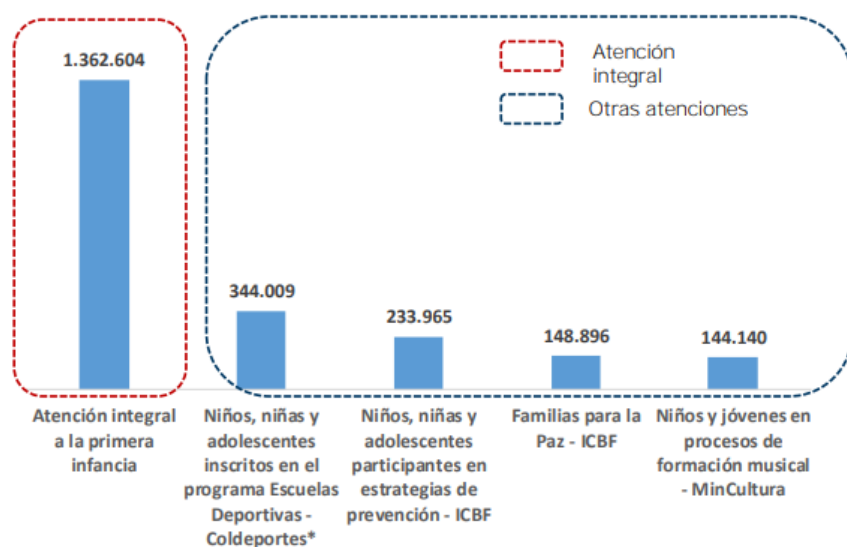 1.362.604
Atención
integral
Otras atenciones
344.009
233.965
148.896
144.140
Atención integral
a la primera
infancia
Niños, niñas y
adolescentes
inscritos en el
programa Escuelas
Deportivas -
Coldeportes*
Niños, niñas y
adolescentes
participantes en
estrategias de
prevención - ICBF
Familias para la
Paz - ICBF
Niños y jóvenes en
procesos de
formación musical
- MinCultura